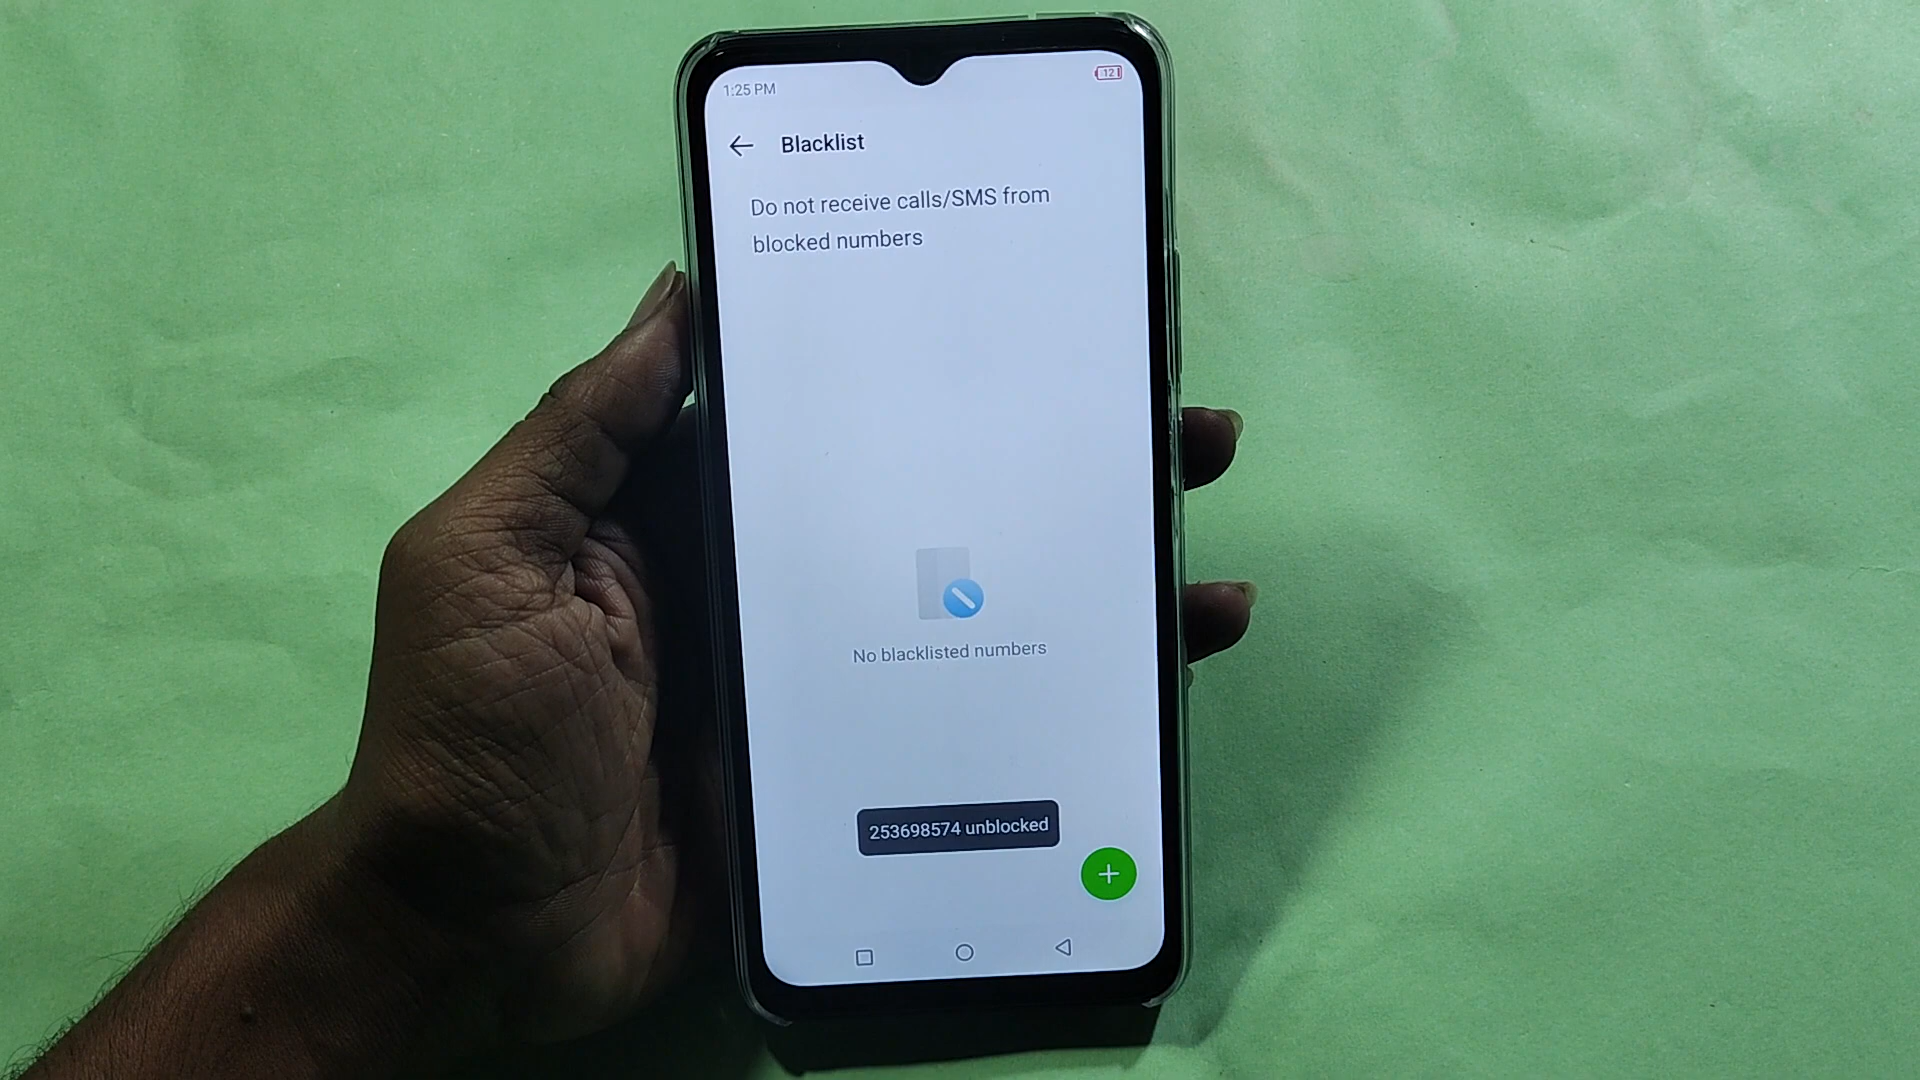 1:25 PM
12
Blacklist
Do not receive calls/SMS from
blocked numbers
No blacklisted numbers
253698574 unblocked